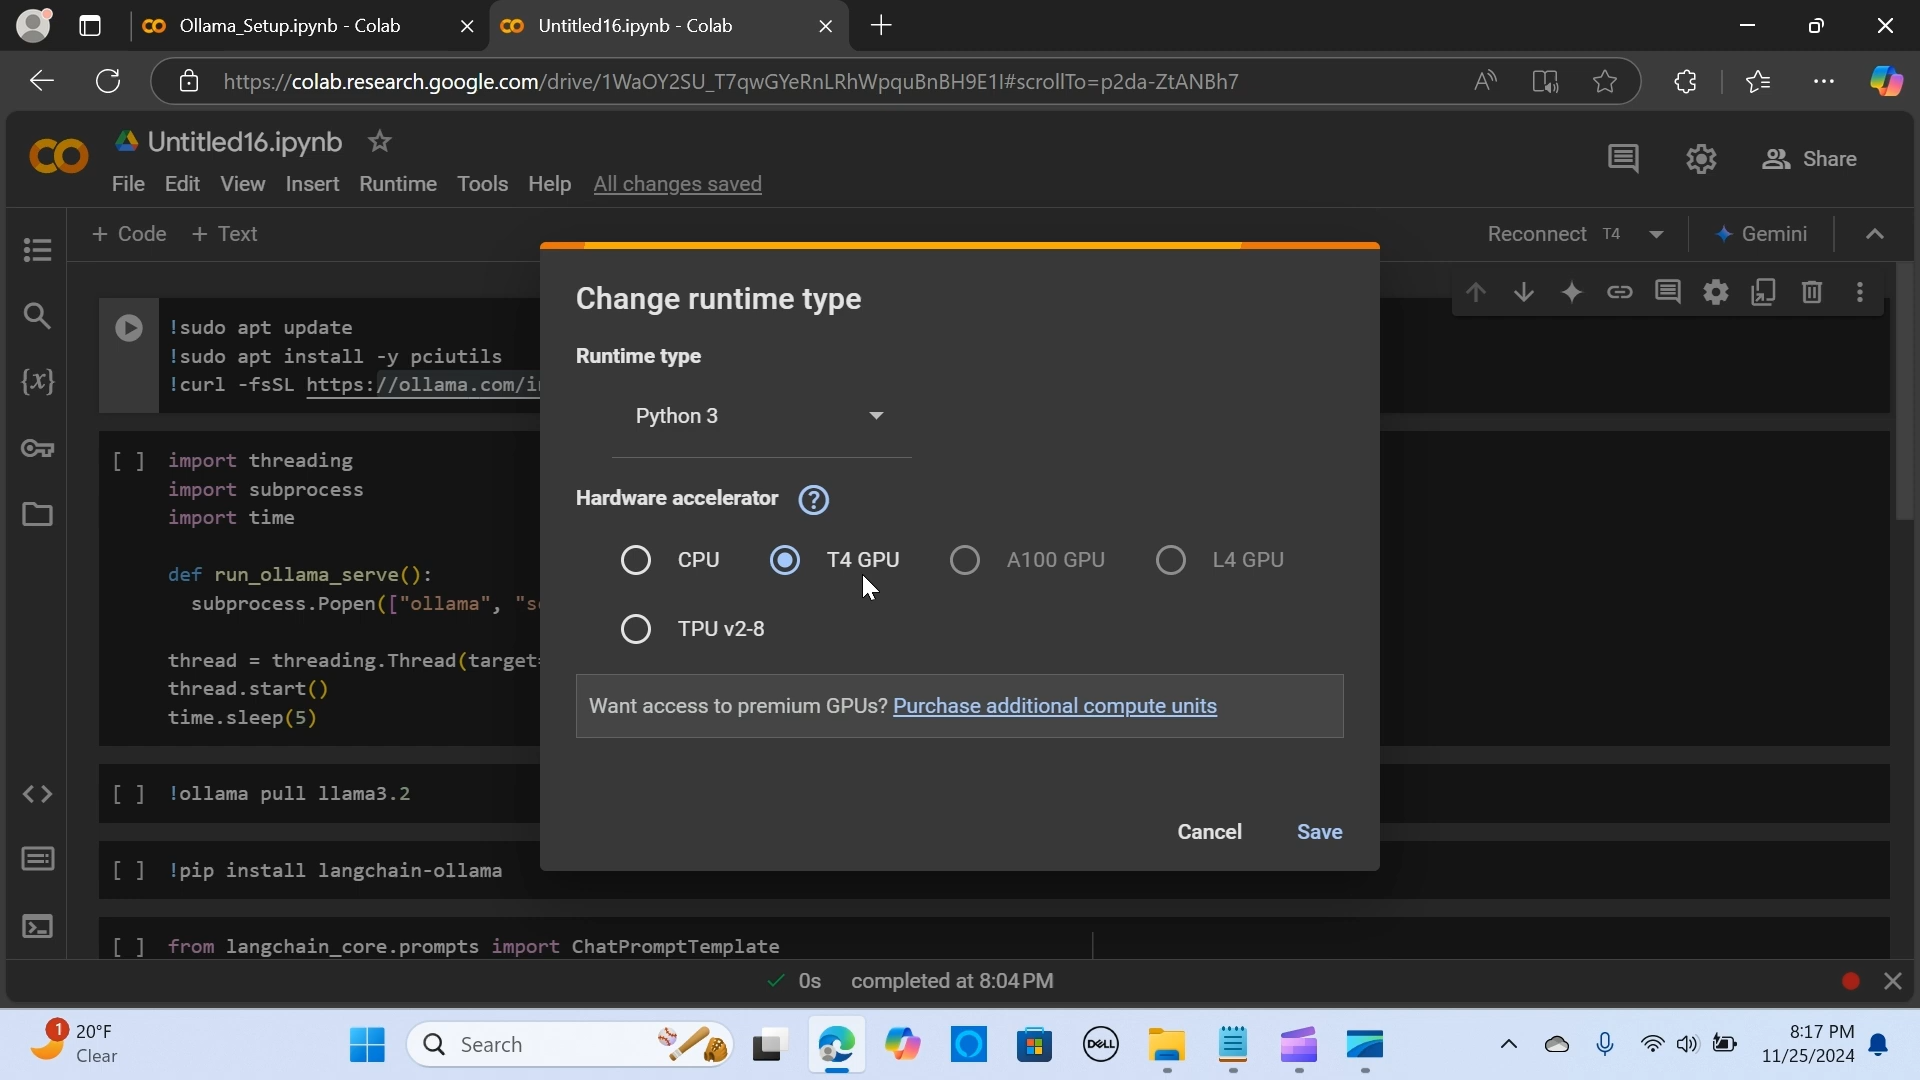 Ollama_Setup.ipynb - Colab
Untitled16.ipynb - Colab
https://colab.research.google.com/drive/1WaOY2SU_T7qwGYeRnLRhWpquBnBH9E1I#scrollTo=p2da-ZtANBh7
Untitled16.ipynb
Share
File Edit View Insert Runtime Tools Help All changes saved
+ Code + Text
Reconnect T4
Gemini
!sudo apt update
!sudo apt install -y pciutils
!curl -fsSL https://ollama.com/i
[ ] import threading
import subprocess
import time
def run_ollama_serve():
subprocess.Popen(["ollama", "s
thread = threading.Thread(target=
thread.start()
time.sleep(5)
[ ] !ollama pull llama3.2
[ ] !pip install langchain-ollama
[ ] from langchain_core.prompts import ChatPromptTemplate
Change runtime type
Runtime type
Python 3
Hardware accelerator ?
CPU T4 GPU A100 GPU L4 GPU
TPU v2-8
Want access to premium GPUs? Purchase additional compute units
Cancel Save
0s completed at 8:04 PM
1
20°F
Clear
Search
DELL
8:17 PM
11/25/2024